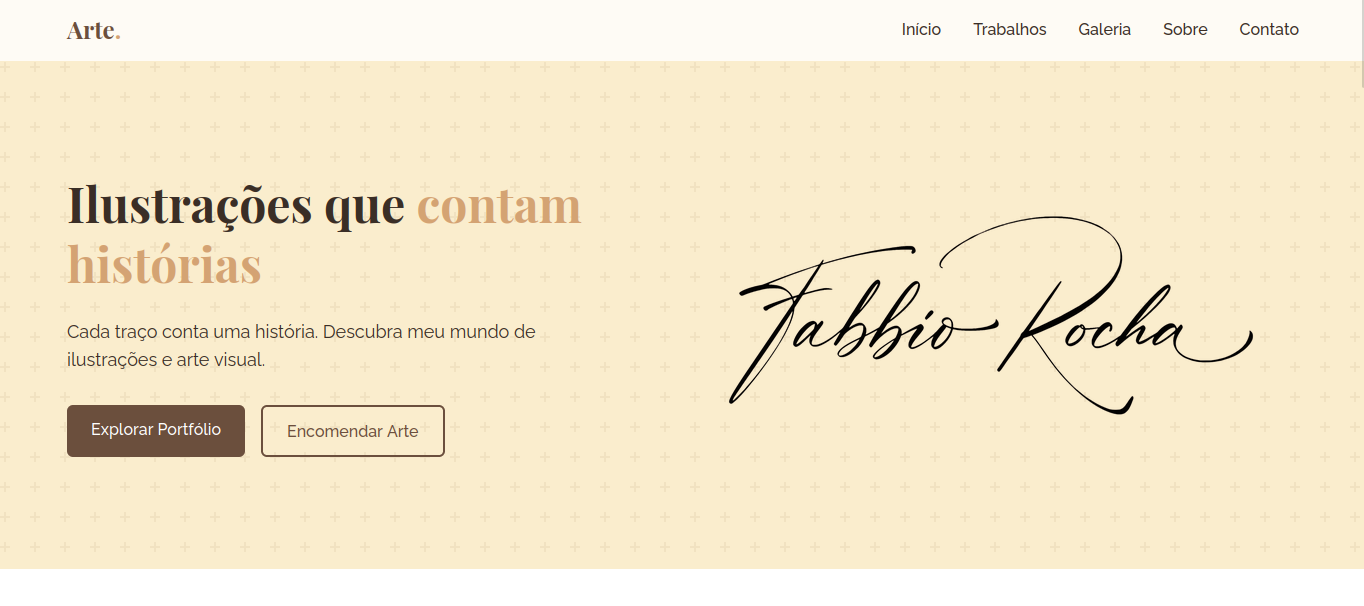 Arte.
Início Trabalhos Galeria Sobre Contato
Ilustrações que contam
histórias
Cada traço conta uma história. Descubra meu mundo de
ilustrações e arte visual.
Explorar Portfólio
Encomendar Arte
Fabbio Rocha